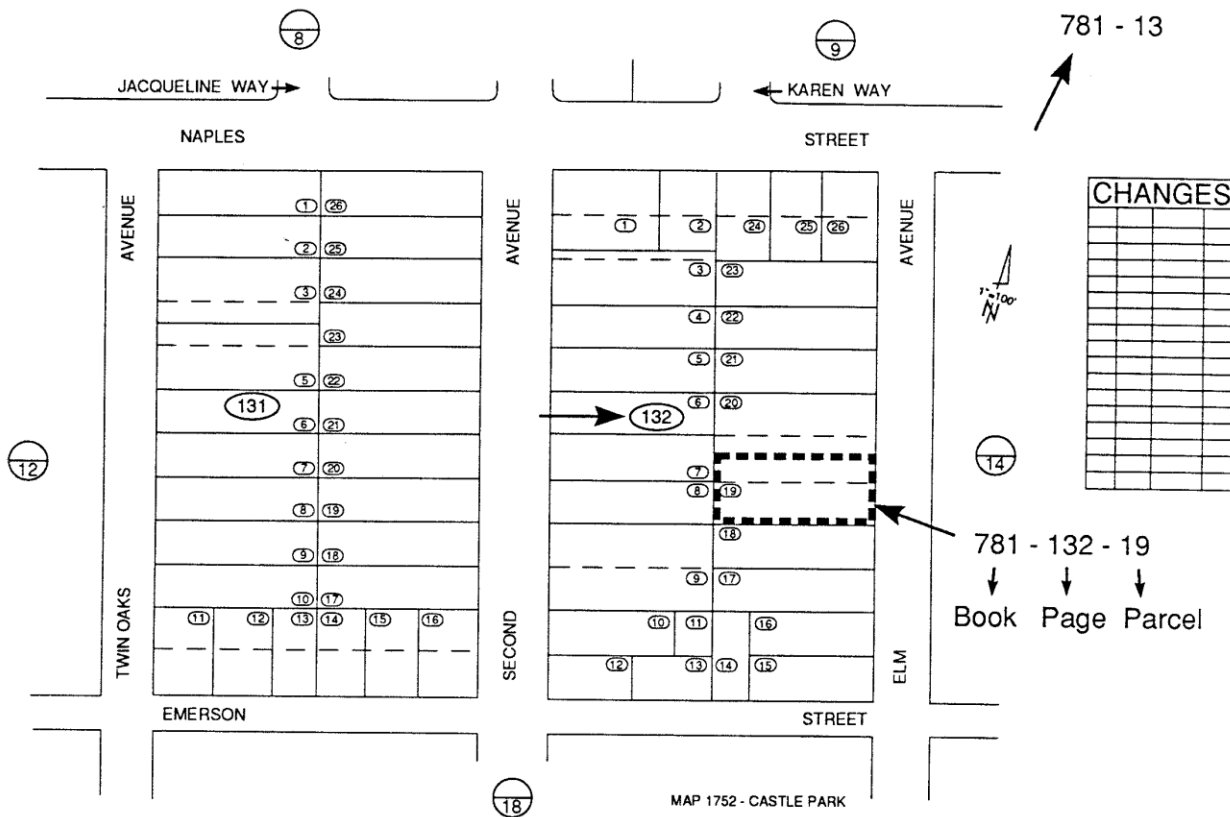 8
9
781 - 13
JACQUELINE WAY
KAREN WAY
NAPLES
STREET
AVENUE
AVENUE
AVENUE
CHANGES
1 26
1 2 24 25 26
2 25
3 23
3 24
1"=100'
N
4 22
23
5 21
5 22
131
132
6 20
6 21
12
14
7 20
7
8 19
8 19
18
781 - 132 - 19
9 18
9 17
Book Page Parcel
10 17
11 12 13 14 15 16
10 11 16
12 13 14 15
TWIN OAKS
SECOND
ELM
EMERSON
STREET
18
MAP 1752 - CASTLE PARK